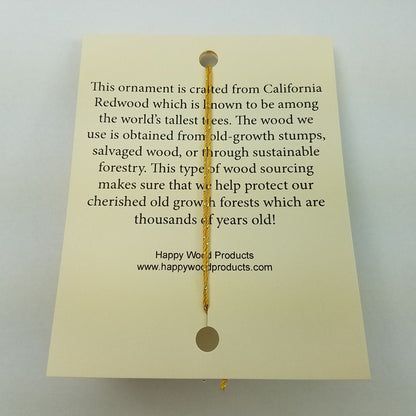 This ornament is crafted from California
Redwood which is known to be among
the world's tallest trees. The wood we
use is obtained from old-growth stumps,
salvaged wood, or through sustainable
forestry. This type of wood sourcing
makes sure that we help protect our
cherished old growth forests which are
thousands of years old!
Happy Wood Products
www.happywoodproducts.com